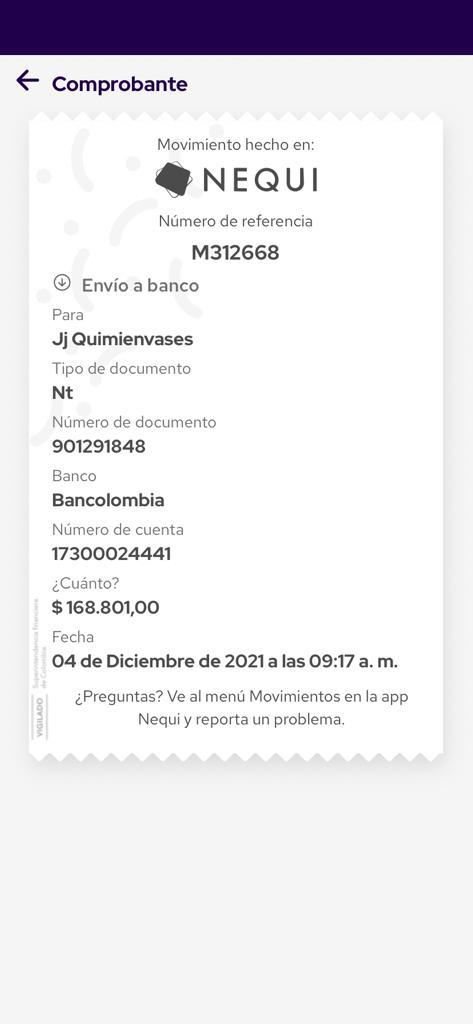 Comprobante
Movimiento hecho en:
NEQUI
Número de referencia
M312668
Envío a banco
Para
Jj Quimienvases
Tipo de documento
Nt
Número de documento
901291848
Banco
Bancolombia
Número de cuenta
17300024441
¿Cuánto?
$ 168.801,00
Fecha
04 de Diciembre de 2021 a las 09:17 a. m.
¿Preguntas? Ve al menú Movimientos en la app
Nequi y reporta un problema.
VIGILADO
Superintendencia financiera
de Colombia